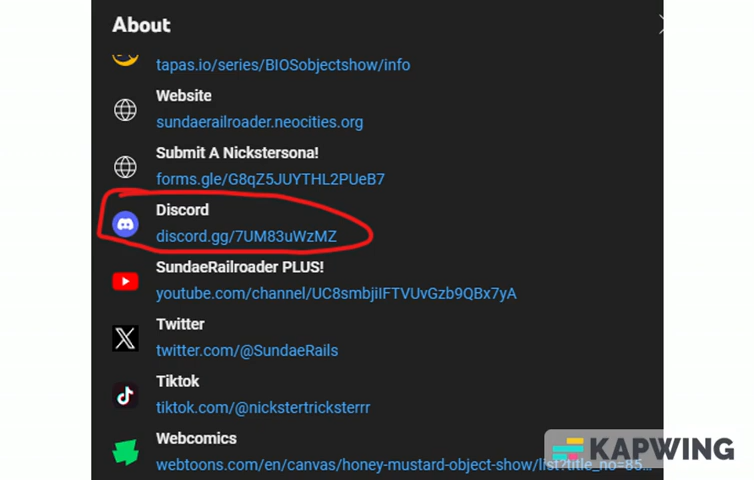 About
tapas.io/series/BIOSobjectshow/info
Website
sundaerailroader.neocities.org
Submit A Nickstersona!
forms.gle/G8qZ5JUYTHL2PUeB7
Discord
discord.gg/7UM83uWzMZ
SundaeRailroader PLUS!
youtube.com/channel/UC8smbjiIFTVUvGzb9QBx7yA
Twitter
twitter.com/@SundaeRails
Tiktok
tiktok.com/@nickstertricksterrr
Webcomics
webtoons.com/en/canvas/honey-mustard-object-show/list?title_no=85...
KAPWING